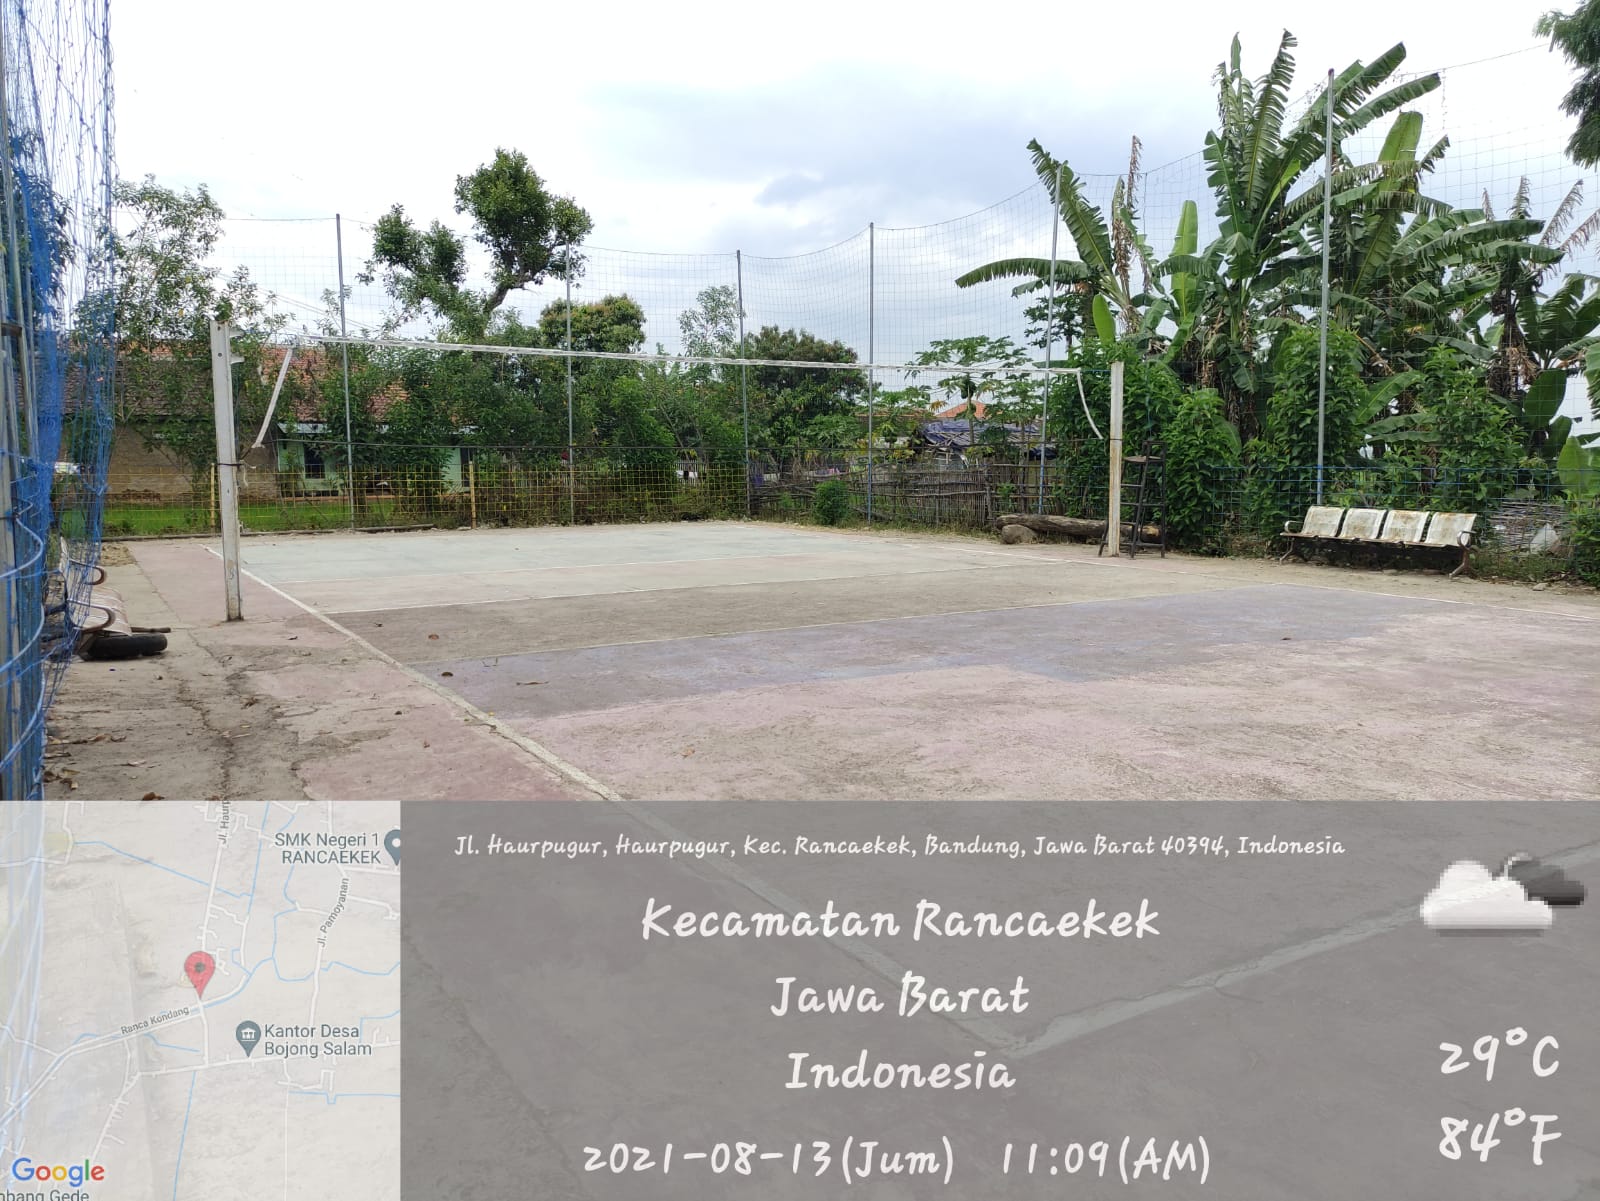 Jl. Haurpugur, Haurpugur, Kec. Rancaekek, Bandung, Jawa Barat 40394, Indonesia
Kecamatan Rancaekek
Jawa Barat
Indonesia
2021-08-13(Jum) 11:09(AM)
29°C
84°F
SMK Negeri 1
RANCAEKEK
Jl. Pamoyanan
Ranca Kondang
Kantor Desa
Bojong Salam
Google